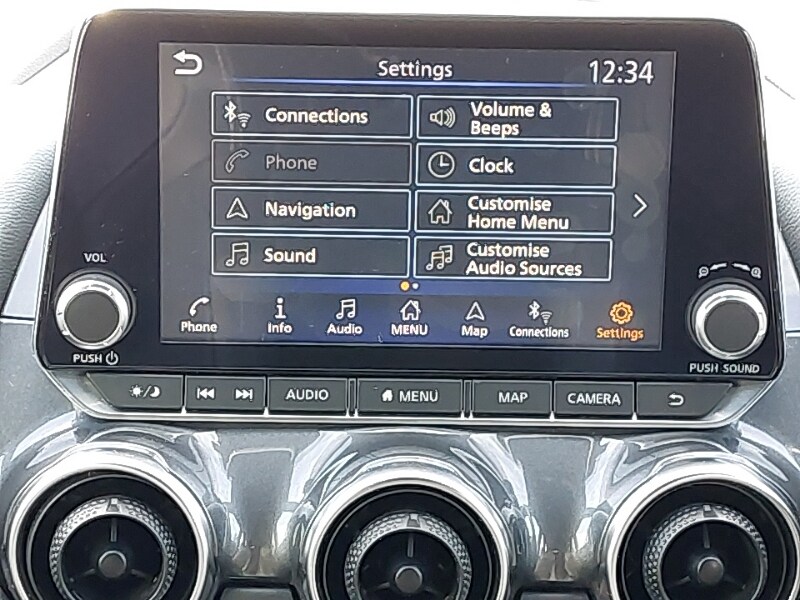 Settings
12:34
Connections
Volume &
Beeps
Phone
Clock
Navigation
Customise
Home Menu
Sound
Customise
Audio Sources
Phone
Info
Audio
MENU
Map
Connections
Settings
VOL
PUSH
PUSH SOUND
AUDIO
MENU
MAP
CAMERA